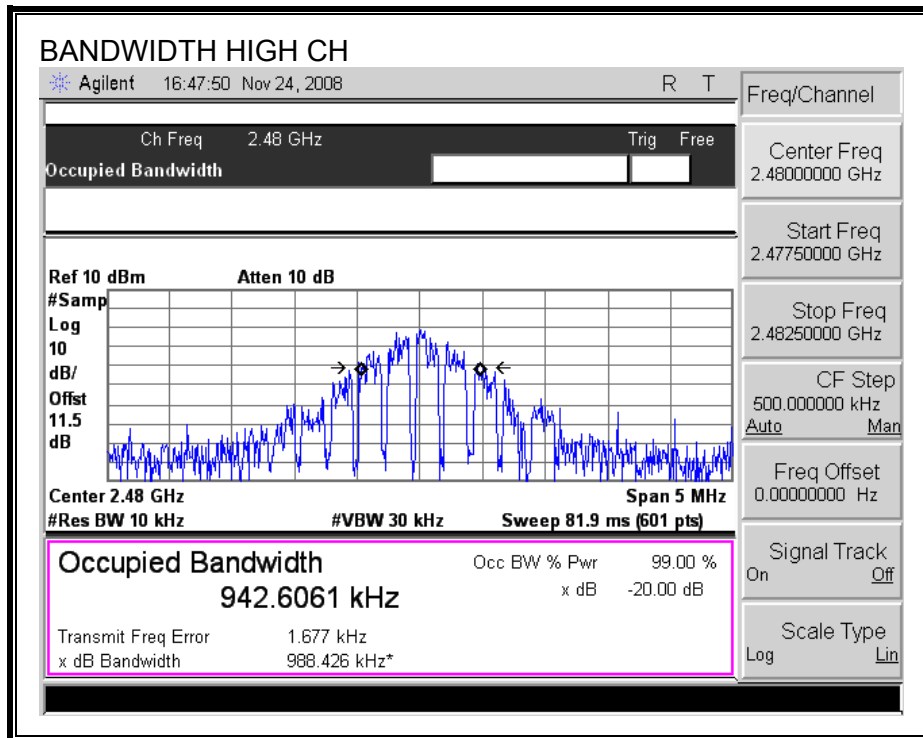 BANDWIDTH HIGH CH
Agilent 16:47:50 Nov 24, 2008 R T
Freq/Channel
Ch Freq 2.48 GHz Trig Free
Occupied Bandwidth
Center Freq
2.48000000 GHz
Start Freq
2.47750000 GHz
Stop Freq
2.48250000 GHz
CF Step
500.000000 kHz
Auto Man
Freq Offset
0.00000000 Hz
Signal Track
On Off
Scale Type
Log Lin
Ref 10 dBm Atten 10 dB
#Samp
Log
10
dB/
Offst
11.5
dB
Center 2.48 GHz Span 5 MHz
#Res BW 10 kHz #VBW 30 kHz Sweep 81.9 ms (601 pts)
Occupied Bandwidth Occ BW % Pwr 99.00 %
942.6061 kHz x dB -20.00 dB
Transmit Freq Error 1.677 kHz
x dB Bandwidth 988.426 kHz*